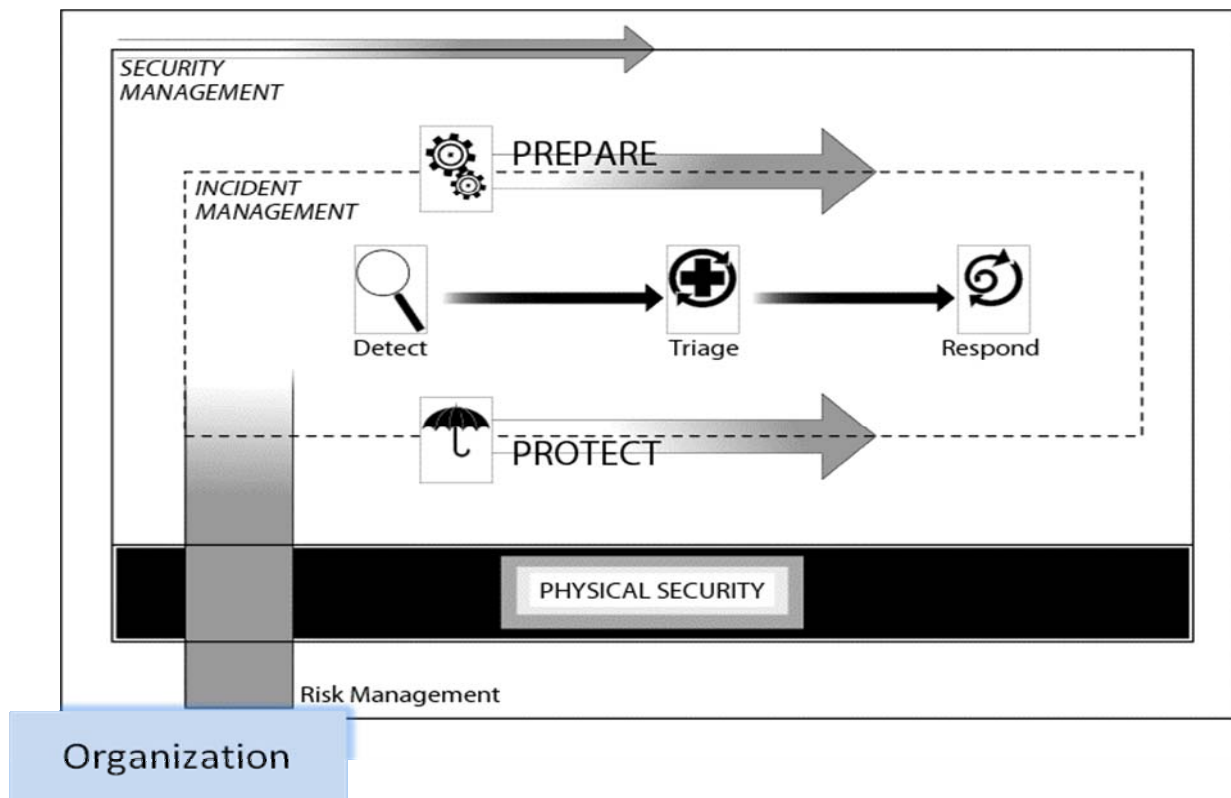 SECURITY
MANAGEMENT
PREPARE
INCIDENT
MANAGEMENT
Detect
Triage
Respond
PROTECT
PHYSICAL SECURITY
Risk Management
Organization